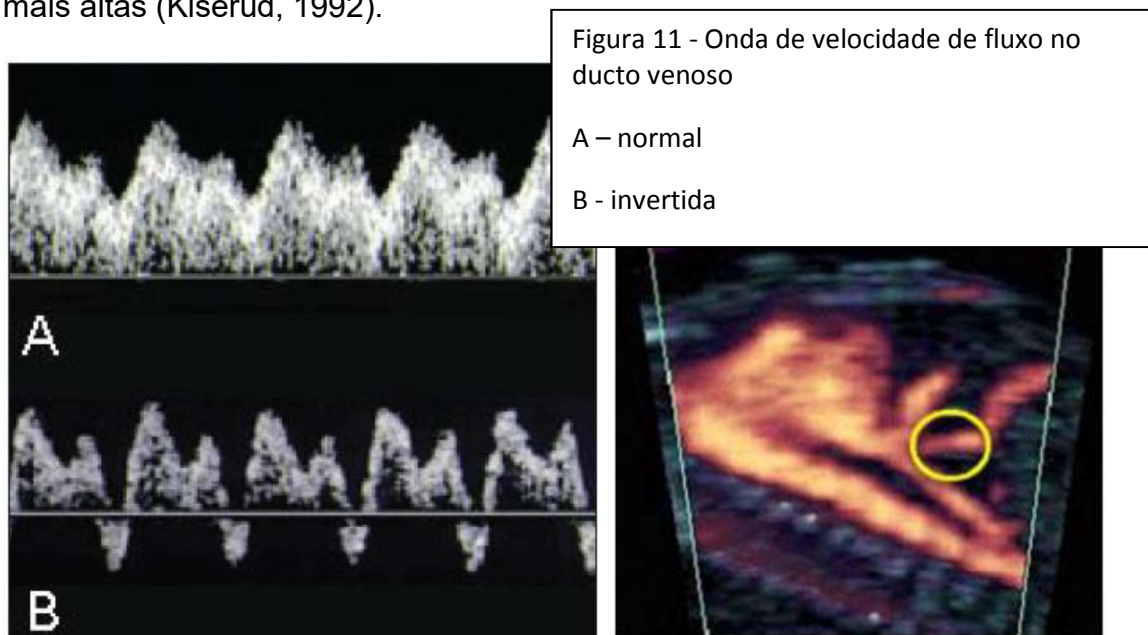 mais altas (Kiserud, 1992).
Figura 11 - Onda de velocidade de fluxo no
ducto venoso
A – normal
B - invertida
A
B